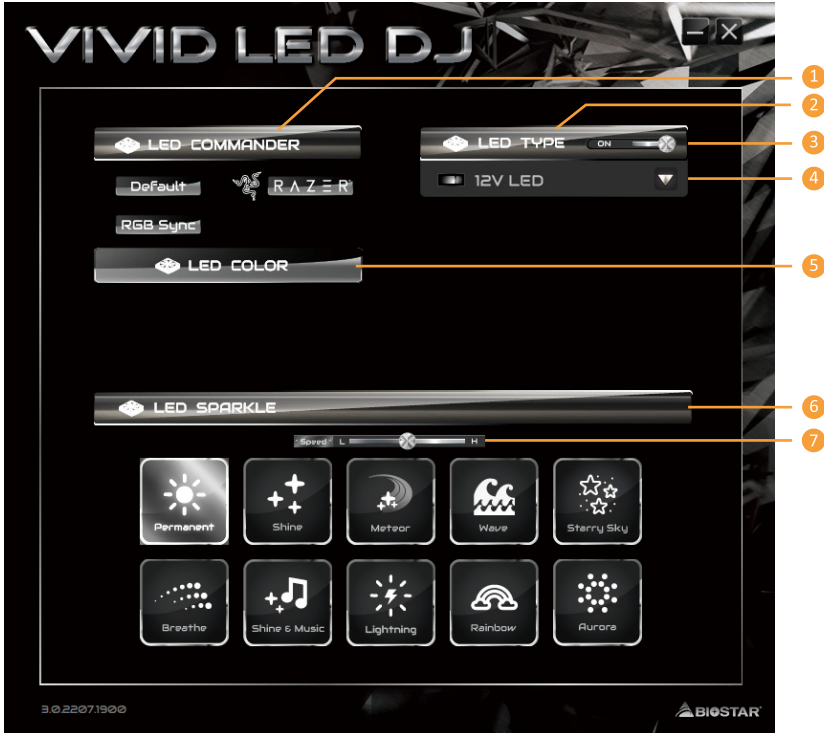 VIVID LED DJ
1
2
LED COMMANDER
LED TYPE ON
3
Default RAZER
12V LED
4
RGB Sync
LED COLOR
5
LED SPARKLE
6
Speed L H
7
Permanent Shine Meteor Wave Starry Sky
Breathe Shine & Music Lightning Rainbow Aurora
3.0.2207.1900
BIOSTAR